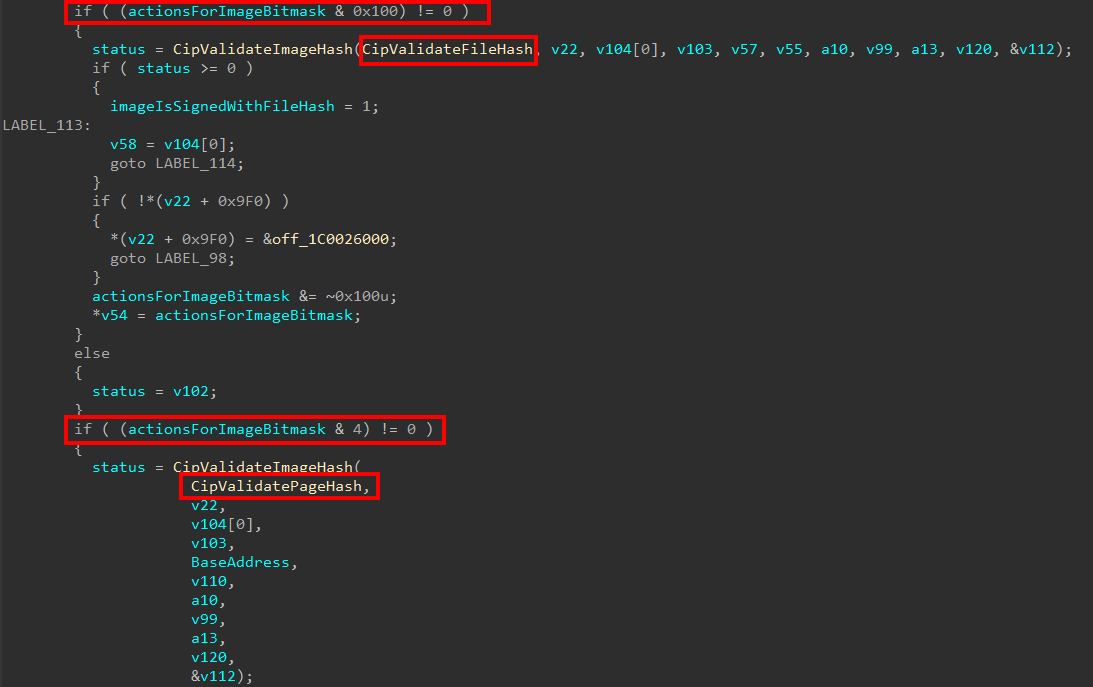 if ( (actionsForImageBitmask & 0x100) != 0 )
{
status = CipValidateImageHash(CipValidateFileHash, v22, v104[0], v103, v57, v55, a10, v99, a13, v120, &v112);
if ( status >= 0 )
{
imageIsSignedWithFileHash = 1;
LABEL_113:
v58 = v104[0];
goto LABEL_114;
}
if ( !*(v22 + 0x9F0) )
{
*(v22 + 0x9F0) = &off_1C0026000;
goto LABEL_98;
}
actionsForImageBitmask &= ~0x100u;
*v54 = actionsForImageBitmask;
}
else
{
status = v102;
}
if ( (actionsForImageBitmask & 4) != 0 )
{
status = CipValidateImageHash(
CipValidatePageHash,
v22,
v104[0],
v103,
BaseAddress,
v110,
a10,
v99,
a13,
v120,
&v112);